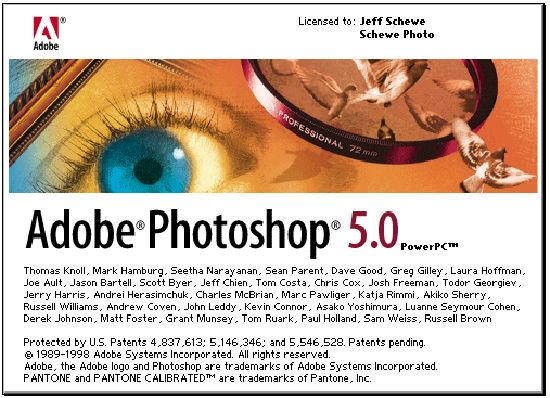 Adobe®
Licensed to: Jeff Schewe
Schewe Photo
PROFESSIONAL 72mm
Adobe® Photoshop® 5.0 PowerPC™
Thomas Knoll, Mark Hamburg, Seetha Narayanan, Sean Parent, Dave Good, Greg Gilley, Laura Hoffman,
Joe Ault, Jason Bartell, Scott Byer, Jeff Chien, Tom Costa, Chris Cox, Josh Freeman, Todor Georgiev,
Jerry Harris, Andrei Herasimchuk, Charles McBrian, Marc Pawliger, Katja Rimmi, Akiko Sherry,
Russell Williams, Andrew Coven, John Leddy, Kevin Connor, Asako Yoshimura, Luanne Seymour Cohen,
Derek Johnson, Matt Foster, Grant Munsey, Tom Ruark, Paul Holland, Sam Weiss, Russell Brown
Protected by U.S. Patents 4,837,613; 5,146,346; and 5,546,528. Patents pending.
© 1989-1998 Adobe Systems Incorporated. All rights reserved.
Adobe, the Adobe logo and Photoshop are trademarks of Adobe Systems Incorporated.
PANTONE and PANTONE CALIBRATED™ are trademarks of Pantone, Inc.